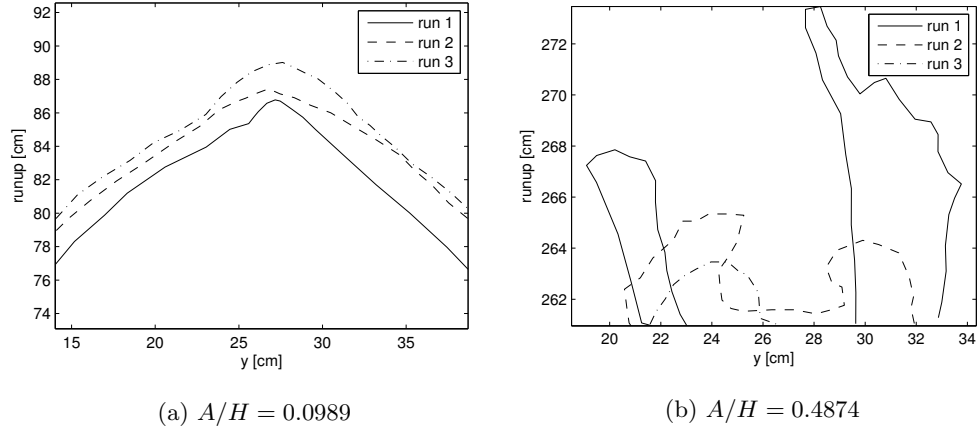 92
90
88
86
84
82
80
78
76
74
runup [cm]
15 20 25 30 35
y [cm]
run 1
run 2
run 3
(a) A/H = 0.0989
272
270
268
266
264
262
runup [cm]
20 22 24 26 28 30 32 34
y [cm]
run 1
run 2
run 3
(b) A/H = 0.4874